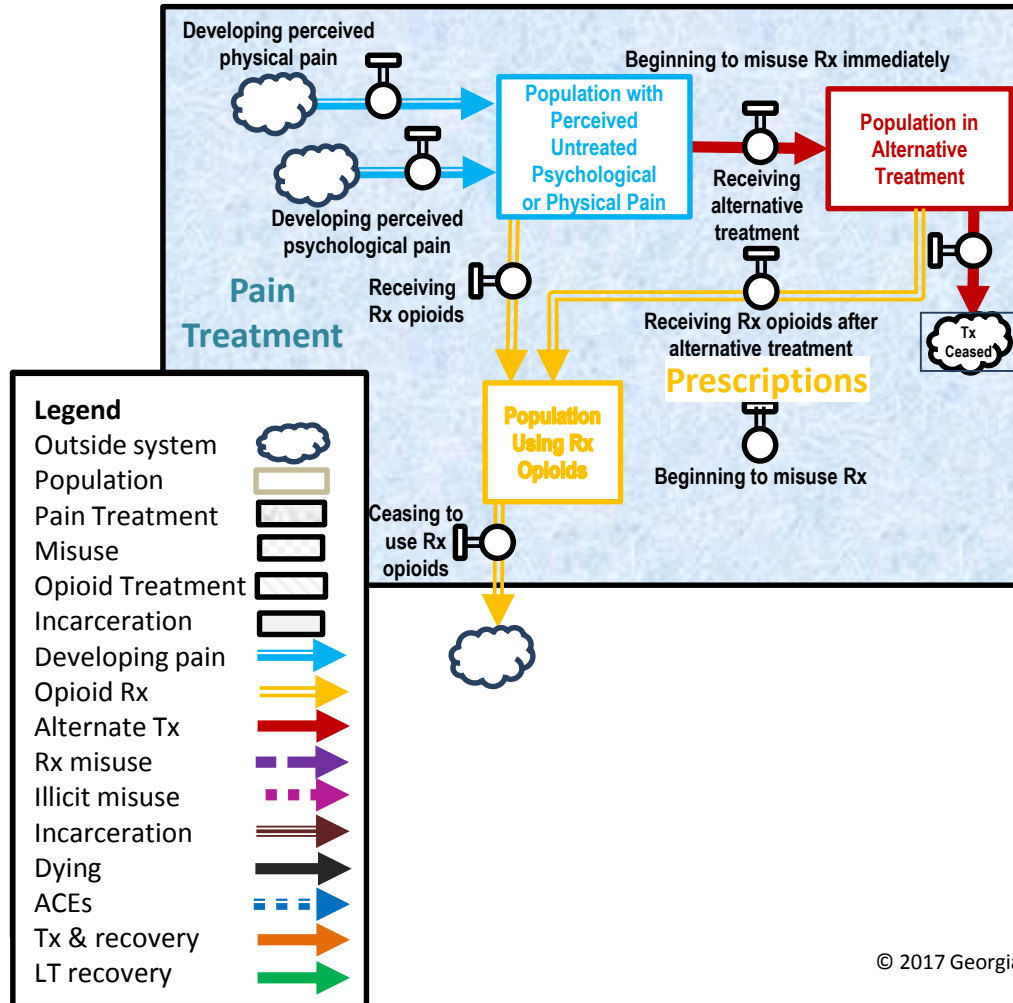 Developing perceived
physical pain
Beginning to misuse Rx immediately
Population with
Perceived
Untreated
Psychological
or Physical Pain
Population in
Alternative
Treatment
Developing perceived
psychological pain
Receiving
alternative
treatment
Pain
Treatment
Receiving
Rx opioids
Receiving Rx opioids after
alternative treatment
Tx
Ceased
Prescriptions
Population
Using Rx
Opioids
Beginning to misuse Rx
Ceasing to
use Rx
opioids
Legend
Outside system
Population
Pain Treatment
Misuse
Opioid Treatment
Incarceration
Developing pain
Opioid Rx
Alternate Tx
Rx misuse
Illicit misuse
Incarceration
Dying
ACEs
Tx & recovery
LT recovery
© 2017 Georgia